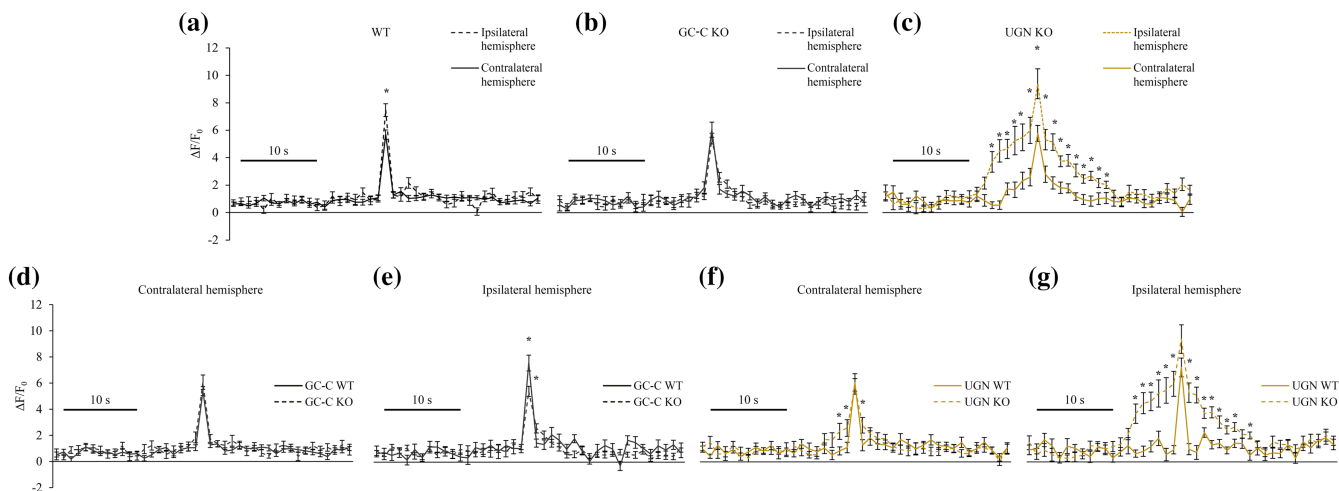 (a)
WT
Ipsilateral
hemisphere
Contralateral
hemisphere
*
10 s
ΔF/F0
12
10
8
6
4
2
0
-2
(b)
GC-C KO
Ipsilateral
hemisphere
Contralateral
hemisphere
10 s
(c)
UGN KO
Ipsilateral
hemisphere
Contralateral
hemisphere
10 s
* * * * * * * * * * * * * * * *
(d)
Contralateral hemisphere
12
10
8
6
4
2
0
-2
ΔF/F0
10 s
GC-C WT
GC-C KO
(e)
Ipsilateral hemisphere
*
*
10 s
GC-C WT
GC-C KO
(f)
Contralateral hemisphere
10 s
* * *
UGN WT
UGN KO
(g)
Ipsilateral hemisphere
10 s
* * * * * * * * * * * * * * *
UGN WT
UGN KO